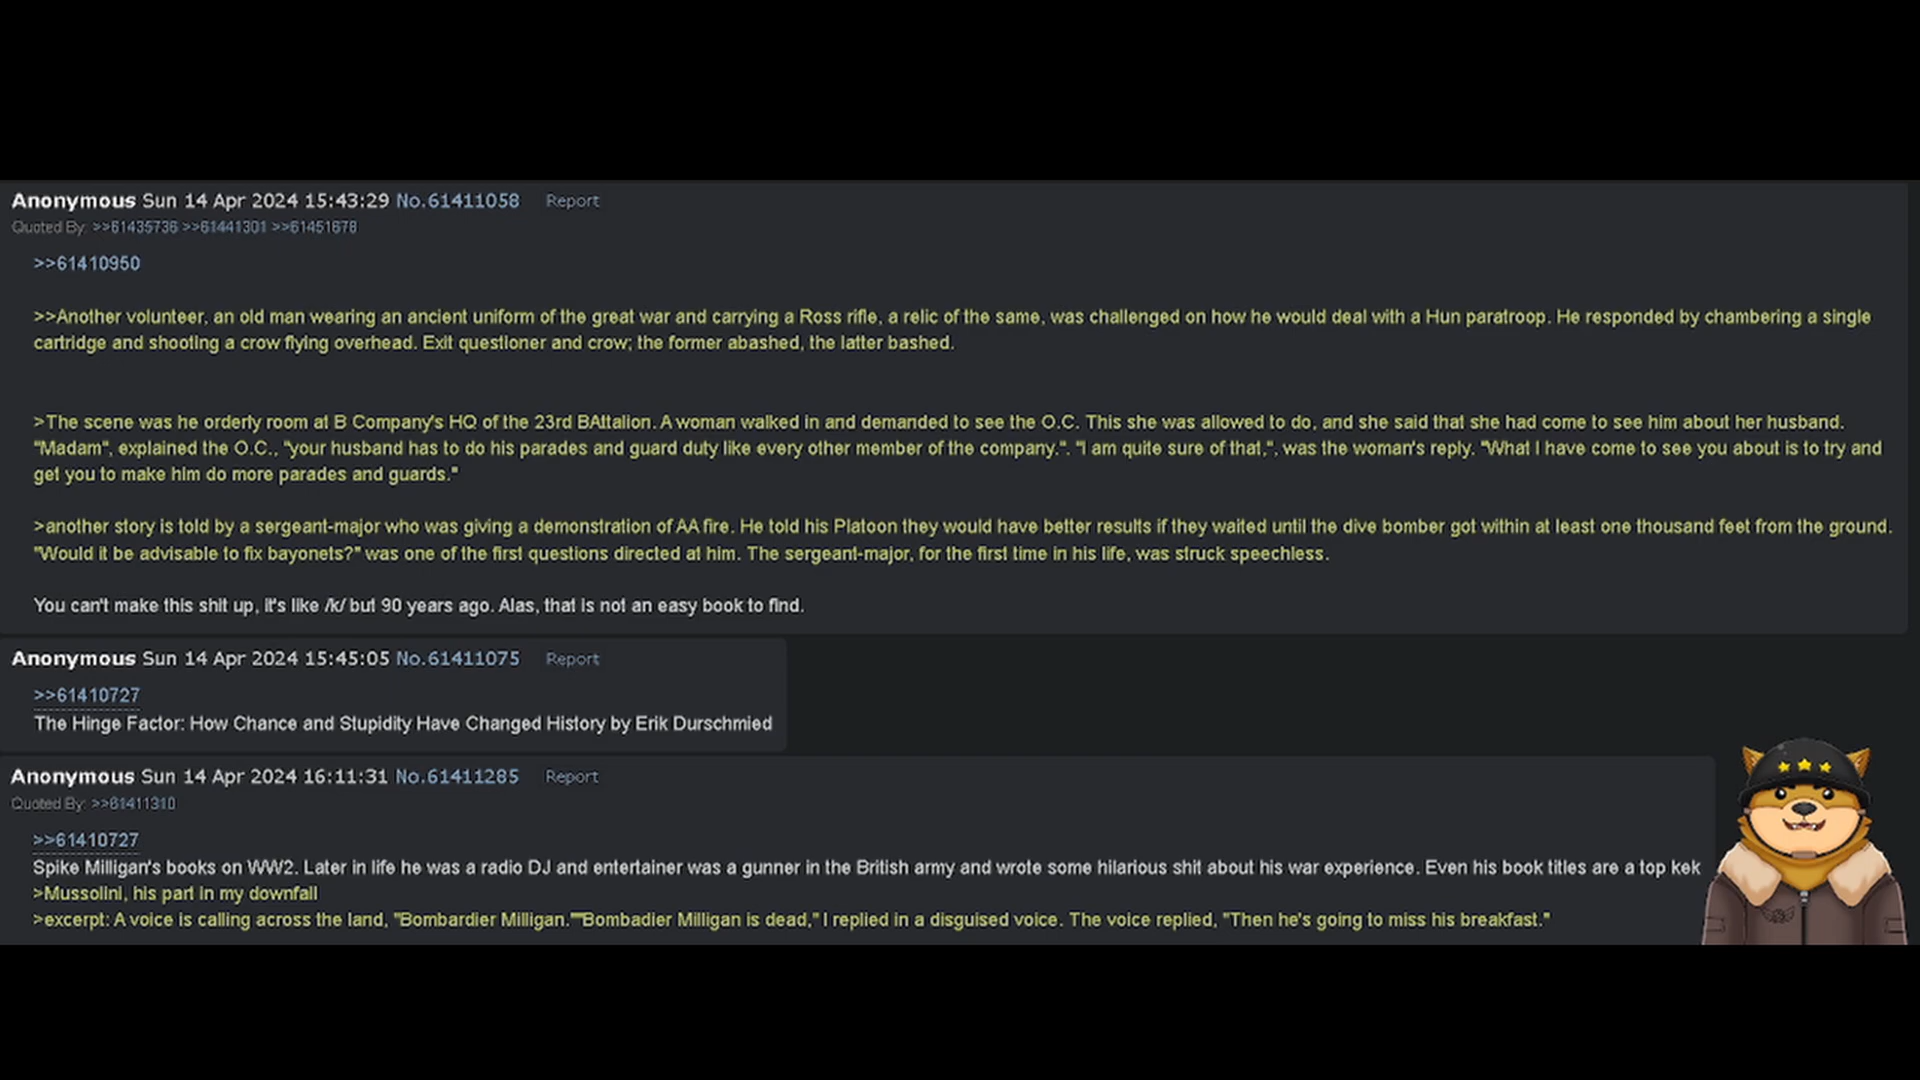 Anonymous Sun 14 Apr 2024 15:43:29 No.61411058 Report
Quoted By: >>61435736 >>61441301 >>61451678
>>61410950
>>Another volunteer, an old man wearing an ancient uniform of the great war and carrying a Ross rifle, a relic of the same, was challenged on how he would deal with a Hun paratroop. He responded by chambering a single
cartridge and shooting a crow flying overhead. Exit questioner and crow; the former abashed, the latter bashed.
>The scene was he orderly room at B Company's HQ of the 23rd BAttalion. A woman walked in and demanded to see the O.C. This she was allowed to do, and she said that she had come to see him about her husband.
"Madam", explained the O.C., "your husband has to do his parades and guard duty like every other member of the company.". "I am quite sure of that,", was the woman's reply. "What I have come to see you about is to try and
get you to make him do more parades and guards."
>another story is told by a sergeant-major who was giving a demonstration of AA fire. He told his Platoon they would have better results if they waited until the dive bomber got within at least one thousand feet from the ground.
"Would it be advisable to fix bayonets?" was one of the first questions directed at him. The sergeant-major, for the first time in his life, was struck speechless.
You can't make this shit up, it's like /k/ but 90 years ago. Alas, that is not an easy book to find.
Anonymous Sun 14 Apr 2024 15:45:05 No.61411075 Report
>>61410727
The Hinge Factor: How Chance and Stupidity Have Changed History by Erik Durschmied
Anonymous Sun 14 Apr 2024 16:11:31 No.61411285 Report
Quoted By: >>61411310
>>61410727
Spike Milligan's books on WW2. Later in life he was a radio DJ and entertainer was a gunner in the British army and wrote some hilarious shit about his war experience. Even his book titles are a top kek
>Mussolini, his part in my downfall
>excerpt: A voice is calling across the land, "Bombardier Milligan.""Bombadier Milligan is dead," I replied in a disguised voice. The voice replied, "Then he's going to miss his breakfast."